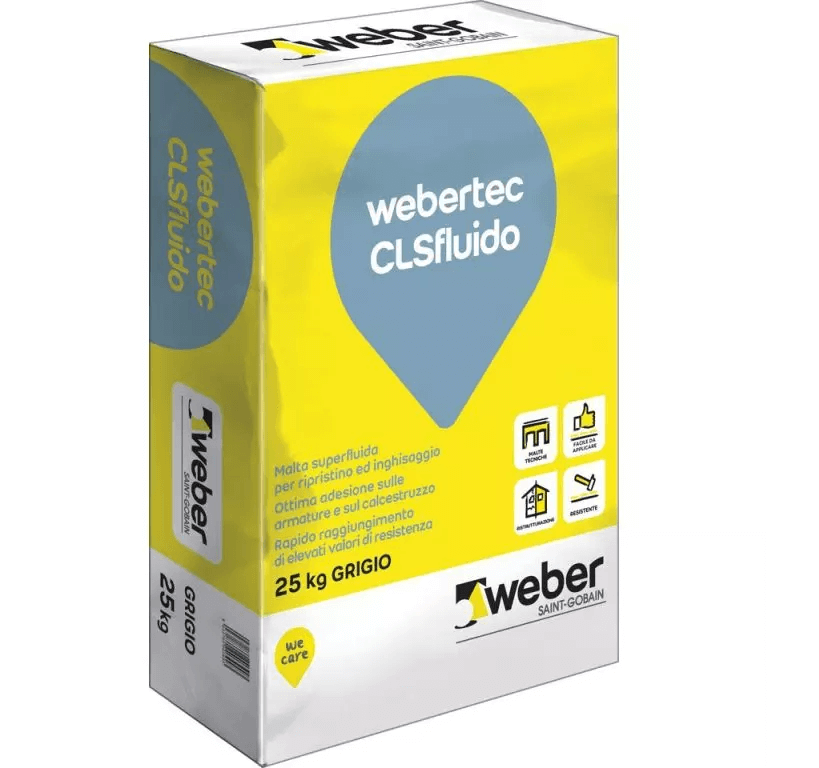 weber
SAINT-GOBAIN
webertec
CLSfluido
webertec
CLSfluido
Malta superfluida
per ripristino ed inghisaggio
Ottima adesione sulle
armature e sul calcestruzzo
Rapido raggiungimento
di elevati valori di resistenza
25 kg GRIGIO
MALTE
TECNICHE
FACILE DA
APPLICARE
RISTRUTTURAZIONE
RESISTENTE
weber
SAINT-GOBAIN
weber
SAINT-GOBAIN
we
care
GRIGIO
25 kg